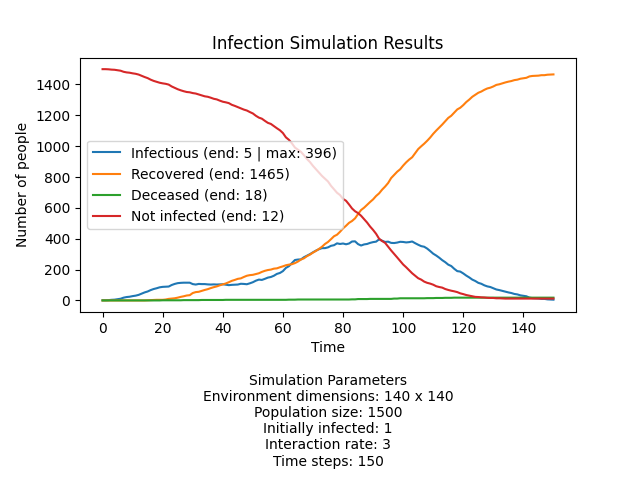 Infection Simulation Results
Number of people
1400
1200
1000
800
600
400
200
0
Infectious (end: 5 | max: 396)
Recovered (end: 1465)
Deceased (end: 18)
Not infected (end: 12)
0 20 40 60 80 100 120 140
Time
Simulation Parameters
Environment dimensions: 140 x 140
Population size: 1500
Initially infected: 1
Interaction rate: 3
Time steps: 150